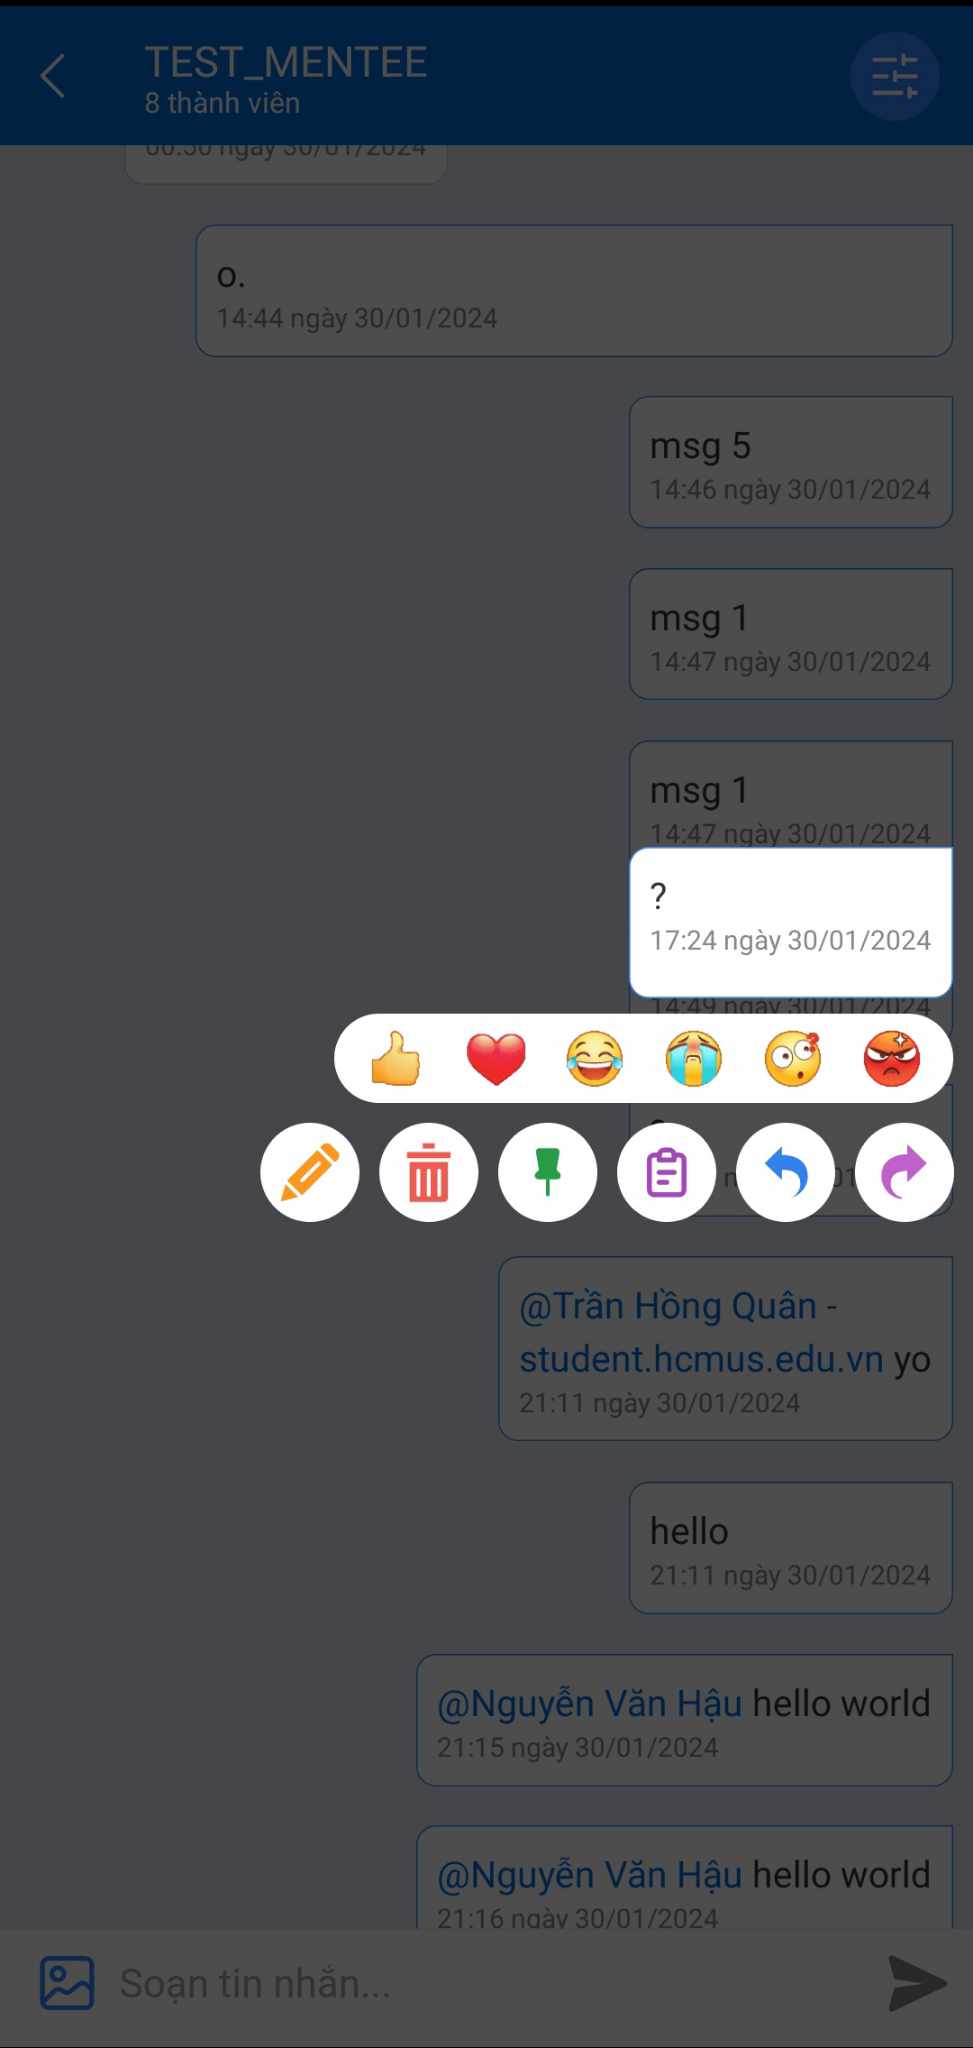 TEST_MENTEE
8 thành viên
00:50 ngày 30/01/2024
o.
14:44 ngày 30/01/2024
msg 5
14:46 ngày 30/01/2024
msg 1
14:47 ngày 30/01/2024
msg 1
14:47 ngày 30/01/2024
?
17:24 ngày 30/01/2024
14:49 ngày 30/01/2024
@Trần Hồng Quân -
student.hcmus.edu.vn yo
21:11 ngày 30/01/2024
hello
21:11 ngày 30/01/2024
@Nguyễn Văn Hậu hello world
21:15 ngày 30/01/2024
@Nguyễn Văn Hậu hello world
21:16 ngày 30/01/2024
Soạn tin nhắn...